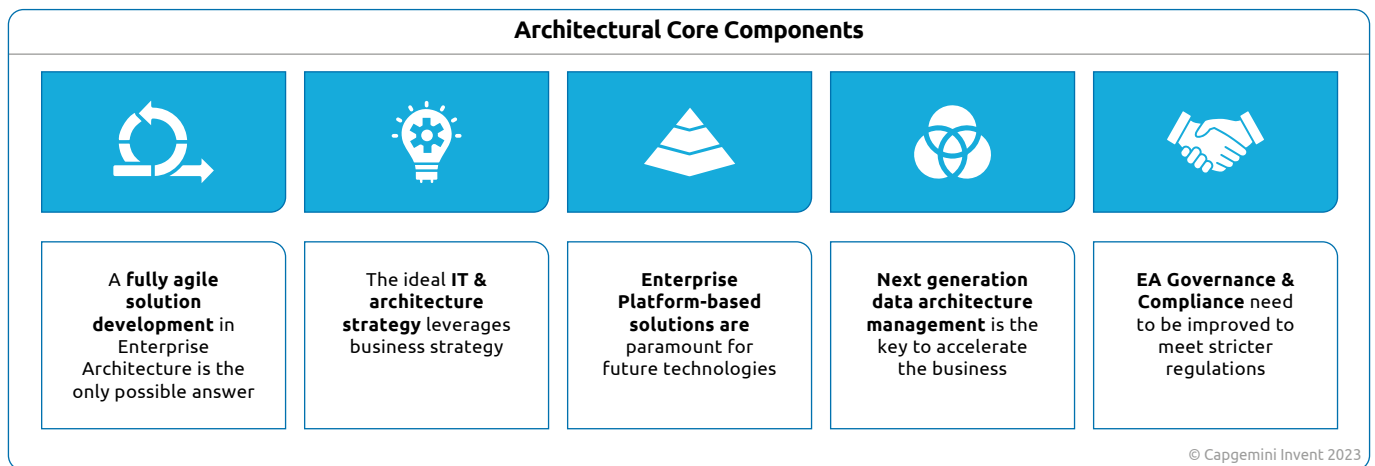 Architectural Core Components
A fully agile
solution
development in
Enterprise
Architecture is the
only possible answer
The ideal IT &
architecture
strategy leverages
business strategy
Enterprise
Platform-based
solutions are
paramount for
future technologies
Next generation
data architecture
management is the
key to accelerate
the business
EA Governance &
Compliance need
to be improved to
meet stricter
regulations
© Capgemini Invent 2023